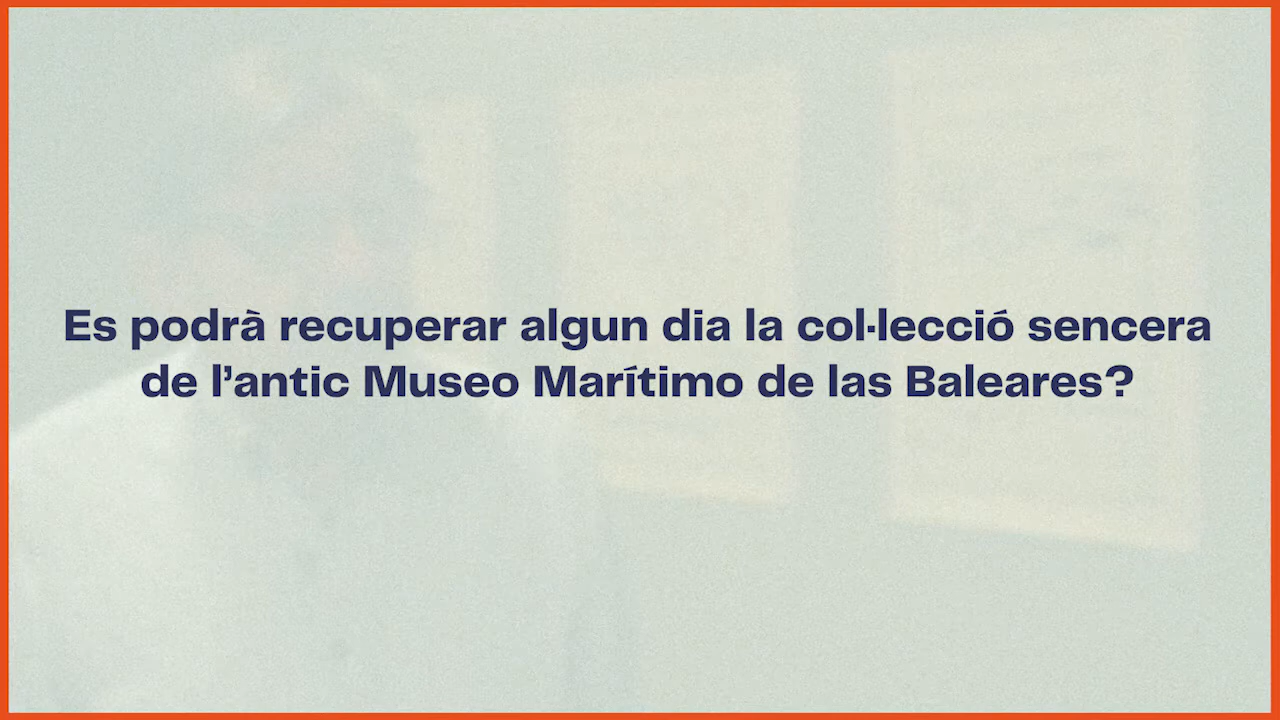 Es podrà recuperar algun dia la col·lecció sencera
de l’antic Museo Marítimo de las Baleares?